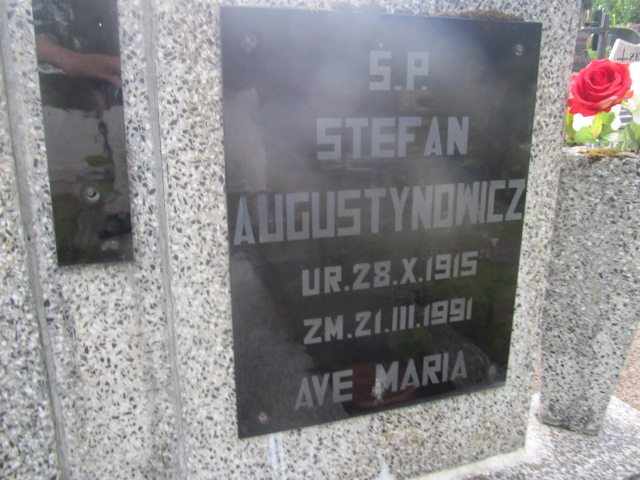 Ś.P.
STEFAN
AUGUSTYNOWICZ
UR.28.X.1915
ZM.21.III.1991
AVE MARIA